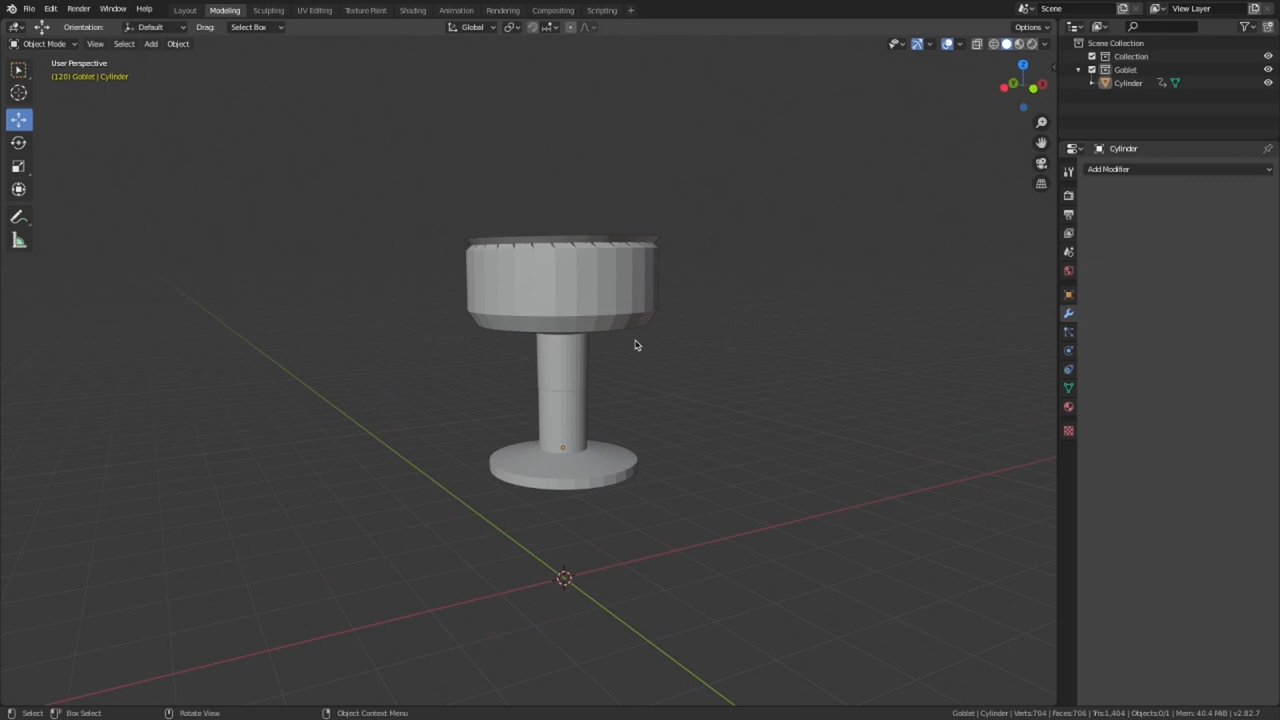 File Edit Render Window Help Layout Modeling Sculpting UV Editing Texture Paint Shading Animation Rendering Compositing Scripting + Scene View Layer
Orientation: Default Drag: Select Box Global Options
Object Mode View Select Add Object Scene Collection
User Perspective Collection
(120) Goblet | Cylinder Goblet
Cylinder
Z
Y X
Cylinder
Add Modifier
Select Box Select Rotate View Object Context Menu Goblet | Cylinder | Verts:704 | Faces:706 | Tris:1,404 | Objects:0/1 | Mem: 40.4 MiB | v2.82.7